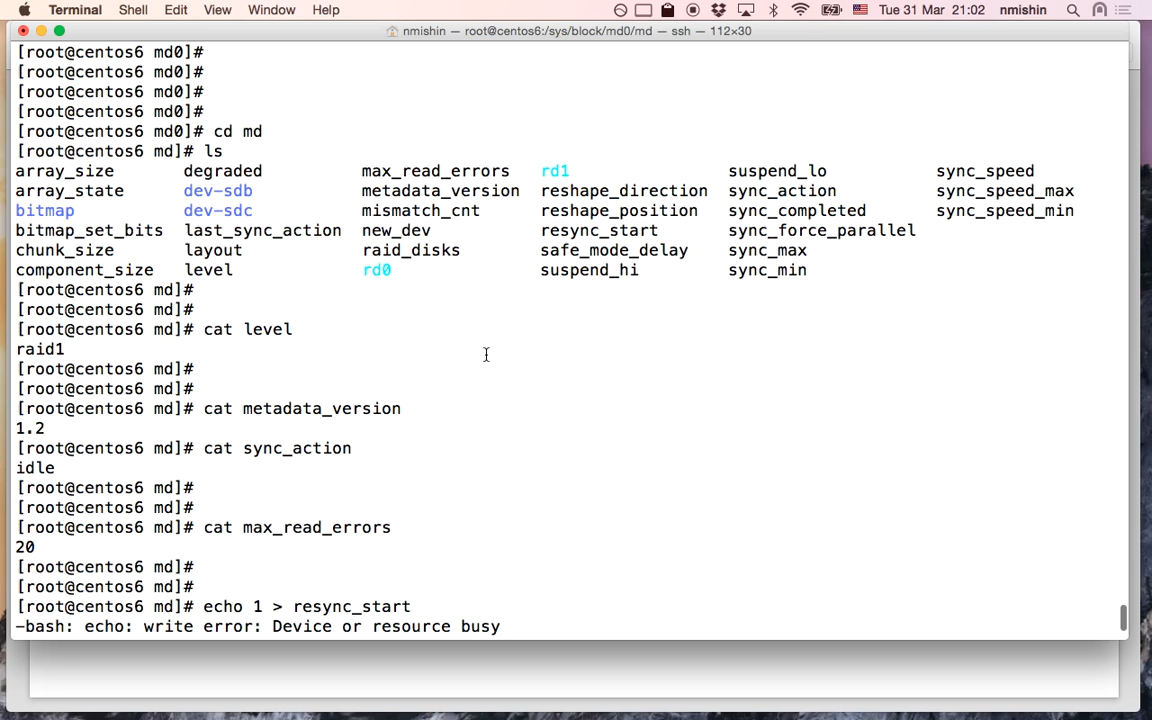 Terminal Shell Edit View Window Help Tue 31 Mar 21:02 nmishin
nmishin — root@centos6:/sys/block/md0/md — ssh — 112×30
[root@centos6 md0]#
[root@centos6 md0]#
[root@centos6 md0]#
[root@centos6 md0]#
[root@centos6 md0]# cd md
[root@centos6 md]# ls
array_size degraded max_read_errors rd1 suspend_lo sync_speed
array_state dev-sdb metadata_version reshape_direction sync_action sync_speed_max
bitmap dev-sdc mismatch_cnt reshape_position sync_completed sync_speed_min
bitmap_set_bits last_sync_action new_dev resync_start sync_force_parallel
chunk_size layout raid_disks safe_mode_delay sync_max
component_size level rd0 suspend_hi sync_min
[root@centos6 md]#
[root@centos6 md]#
[root@centos6 md]# cat level
raid1
[root@centos6 md]#
[root@centos6 md]#
[root@centos6 md]# cat metadata_version
1.2
[root@centos6 md]# cat sync_action
idle
[root@centos6 md]#
[root@centos6 md]#
[root@centos6 md]# cat max_read_errors
20
[root@centos6 md]#
[root@centos6 md]#
[root@centos6 md]# echo 1 > resync_start
-bash: echo: write error: Device or resource busy